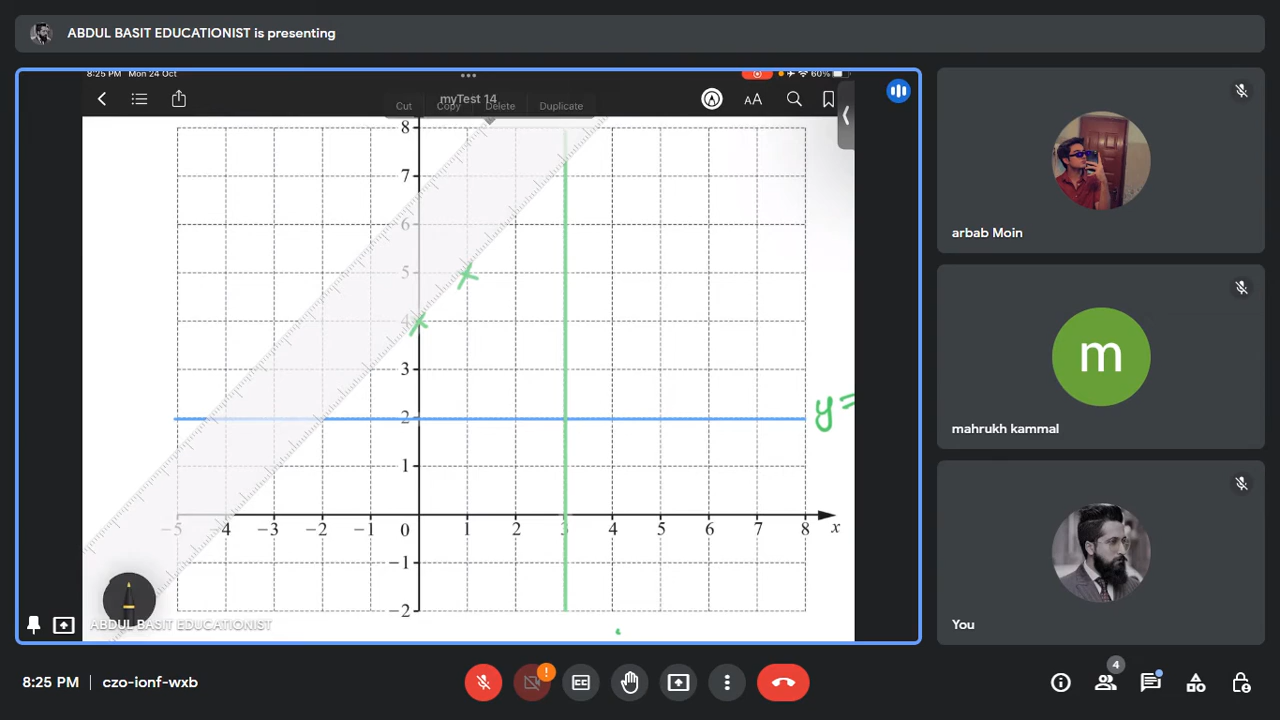 ABDUL BASIT EDUCATIONIST is presenting
8:25 PM Mon 24 Oct
60%
myTest 14
AA
Cut Copy Delete Duplicate
8
7
6
5
4
3
2
y=
1
-5 -4 -3 -2 -1 0 1 2 3 4 5 6 7 8 x
-1
-2
ABDUL BASIT EDUCATIONIST
arbab Moin
m
mahrukh kammal
You
8:25 PM | czo-ionf-wxb
!
CC
4